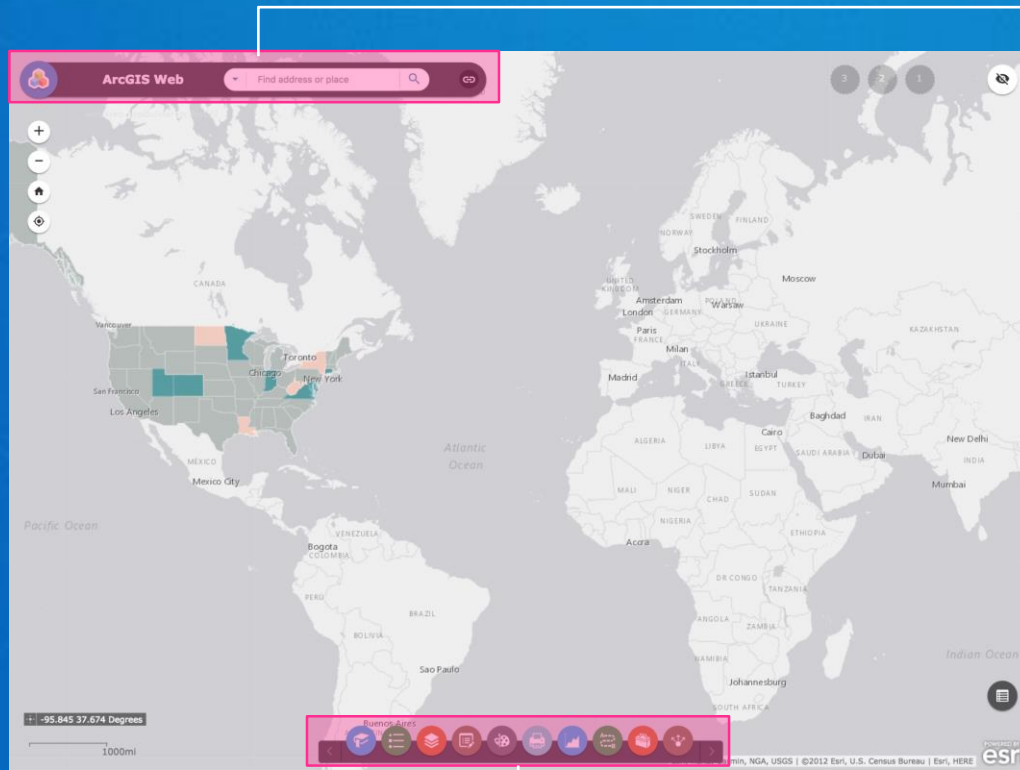 ArcGIS Web
Find address or place
3 2 1
+
−
SWEDEN
FINLAND
NORWAY
Stockholm
Moscow
CANADA
UNITED
KINGDOM
Amsterdam
POLAND
Warsaw
London
GERMANY
Vancouver
UKRAINE
KAZAKHSTAN
Paris
FRANCE
Toronto
Milan
Chicago
ITALY
New York
Madrid
Istanbul
GREECE
TURKEY
San Francisco
Los Angeles
Baghdad
IRAN
Cairo
Atlantic
Ocean
ALGERIA
LIBYA
EGYPT
New Delhi
SAUDI ARABIA
Dubai
INDIA
MEXICO
Mexico City
Mumbai
MALI
NIGER
CHAD
SUDAN
Pacific Ocean
NIGERIA
VENEZUELA
ETHIOPIA
Accra
Bogota
COLOMBIA
DR CONGO
TANZANIA
PERU
BRAZIL
ANGOLA
ZAMBIA
BOLIVIA
NAMIBIA
Indian Ocean
Sao Paulo
Johannesburg
SOUTH AFRICA
-95.845 37.674 Degrees
Buenos Aires
1000mi
NGA, USGS | ©2012 Esri, U.S. Census Bureau | Esri, HERE
POWERED BY
esri